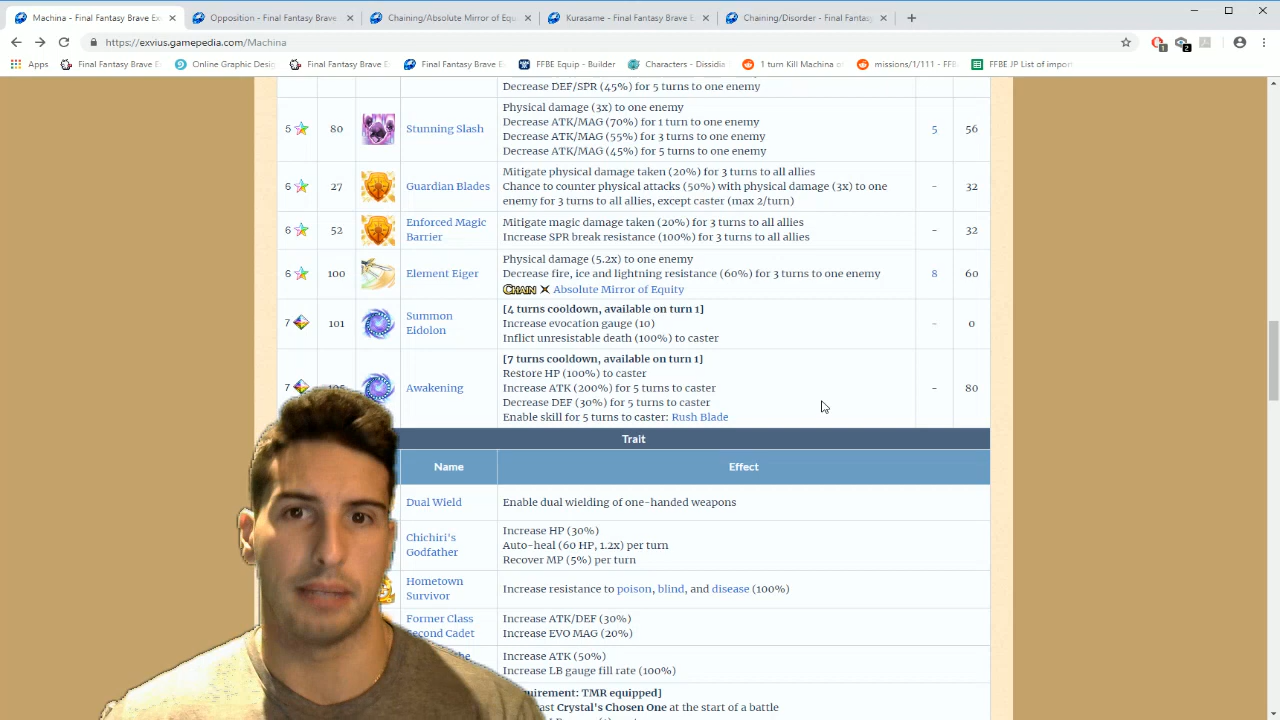 Machina - Final Fantasy Brave Ex
Opposition - Final Fantasy Brave
Chaining/Absolute Mirror of Equ
Kurasame - Final Fantasy Brave E
Chaining/Disorder - Final Fantasy
https://exvius.gamepedia.com/Machina
Apps
Final Fantasy Brave E
Online Graphic Desig
Final Fantasy Brave E
Final Fantasy Brave E
FFBE Equip - Builder
Characters - Dissidia
1 turn Kill Machina o
missions/1/111 - FFB
FFBE JP List of impor
Decrease DEF/SPR (45%) for 5 turns to one enemy
5 80 Stunning Slash
Physical damage (3x) to one enemy
Decrease ATK/MAG (70%) for 1 turn to one enemy
Decrease ATK/MAG (55%) for 3 turns to one enemy
Decrease ATK/MAG (45%) for 5 turns to one enemy
5 56
6 27 Guardian Blades
Mitigate physical damage taken (20%) for 3 turns to all allies
Chance to counter physical attacks (50%) with physical damage (3x) to one
enemy for 3 turns to all allies, except caster (max 2/turn)
- 32
6 52 Enforced Magic
Barrier
Mitigate magic damage taken (20%) for 3 turns to all allies
Increase SPR break resistance (100%) for 3 turns to all allies
- 32
6 100 Element Eiger
Physical damage (5.2x) to one enemy
Decrease fire, ice and lightning resistance (60%) for 3 turns to one enemy
CHAIN Absolute Mirror of Equity
8 60
7 101 Summon
Eidolon
[4 turns cooldown, available on turn 1]
Increase evocation gauge (10)
Inflict unresistable death (100%) to caster
- 0
7 Awakening
[7 turns cooldown, available on turn 1]
Restore HP (100%) to caster
Increase ATK (200%) for 5 turns to caster
Decrease DEF (30%) for 5 turns to caster
Enable skill for 5 turns to caster: Rush Blade
- 80
Trait
Name Effect
Dual Wield
Enable dual wielding of one-handed weapons
Chichiri's
Godfather
Increase HP (30%)
Auto-heal (60 HP, 1.2x) per turn
Recover MP (5%) per turn
Hometown
Survivor
Increase resistance to poison, blind, and disease (100%)
Former Class
Second Cadet
Increase ATK/DEF (30%)
Increase EVO MAG (20%)
the
Increase ATK (50%)
Increase LB gauge fill rate (100%)
quirement: TMR equipped]
ast Crystal's Chosen One at the start of a battle